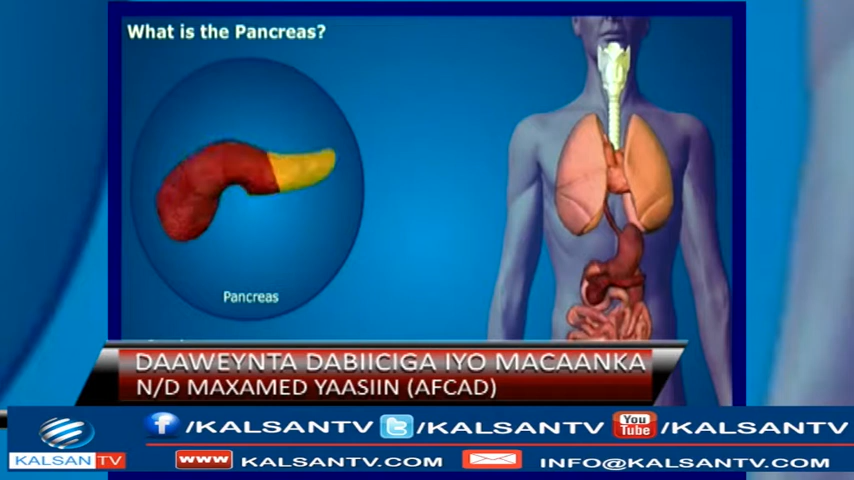 What is the Pancreas?
Pancreas
DAAWEYNTA DABIICIGA IYO MACAANKA
N/D MAXAMED YAASIIN (AFCAD)
KALSAN TV
f /KALSANTV t /KALSANTV You Tube /KALSANTV
www KALSANTV.COM INFO@KALSANTV.COM